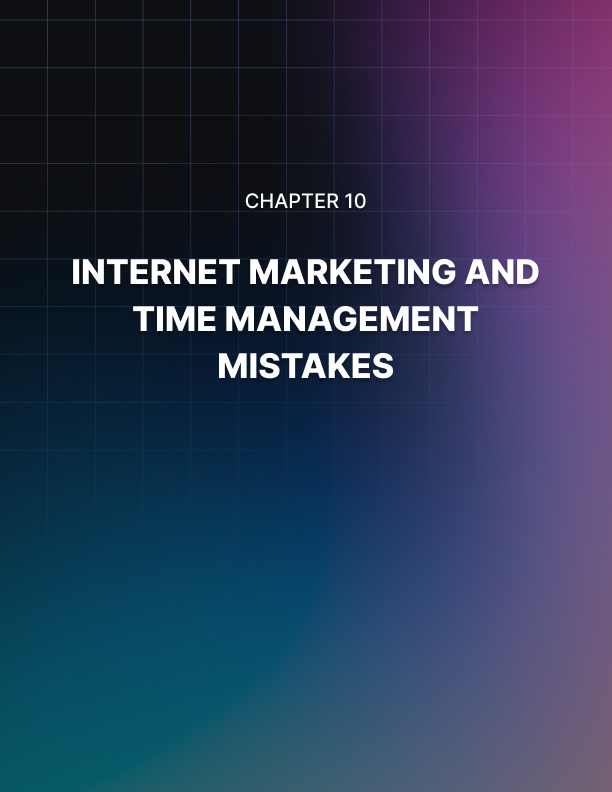 CHAPTER 10
INTERNET MARKETING AND
TIME MANAGEMENT
MISTAKES